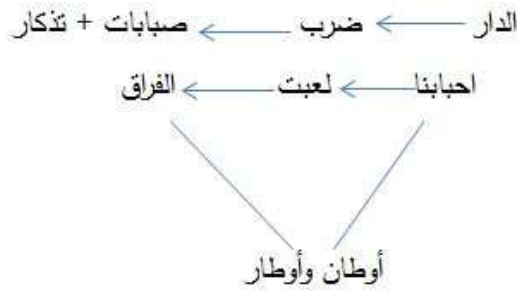 الدار ضرب صبابات + تذكار
احبابنا لعبت الفراق
أوطان وأوطار